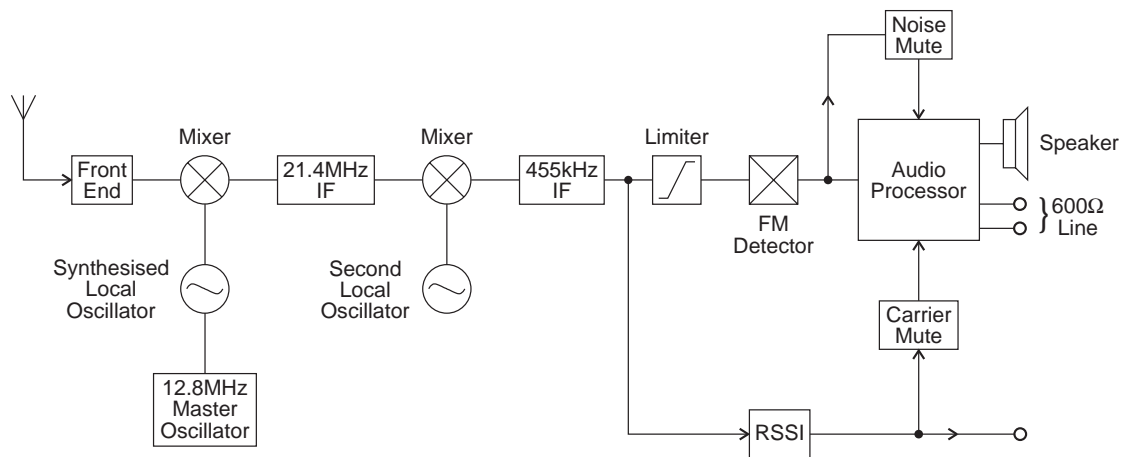 Noise
Mute
Mixer
Mixer
Limiter
Speaker
Front
End
21.4MHz
IF
455kHz
IF
Audio
Processor
600Ω
Line
FM
Detector
Synthesised
Local
Oscillator
Second
Local
Oscillator
Carrier
Mute
12.8MHz
Master
Oscillator
RSSI